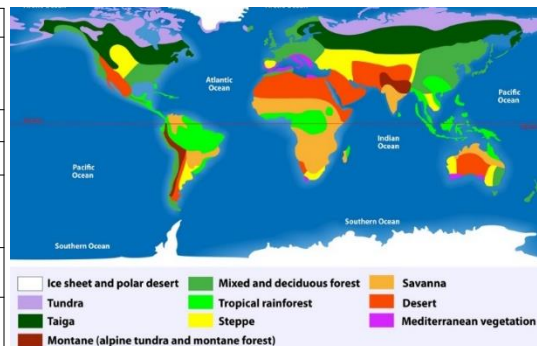 Atlantic
Ocean
Pacific
Ocean
Indian
Ocean
Pacific
Ocean
Southern Ocean
Southern Ocean
Ice sheet and polar desert
Mixed and deciduous forest
Savanna
Tundra
Tropical rainforest
Desert
Taiga
Steppe
Mediterranean vegetation
Montane (alpine tundra and montane forest)